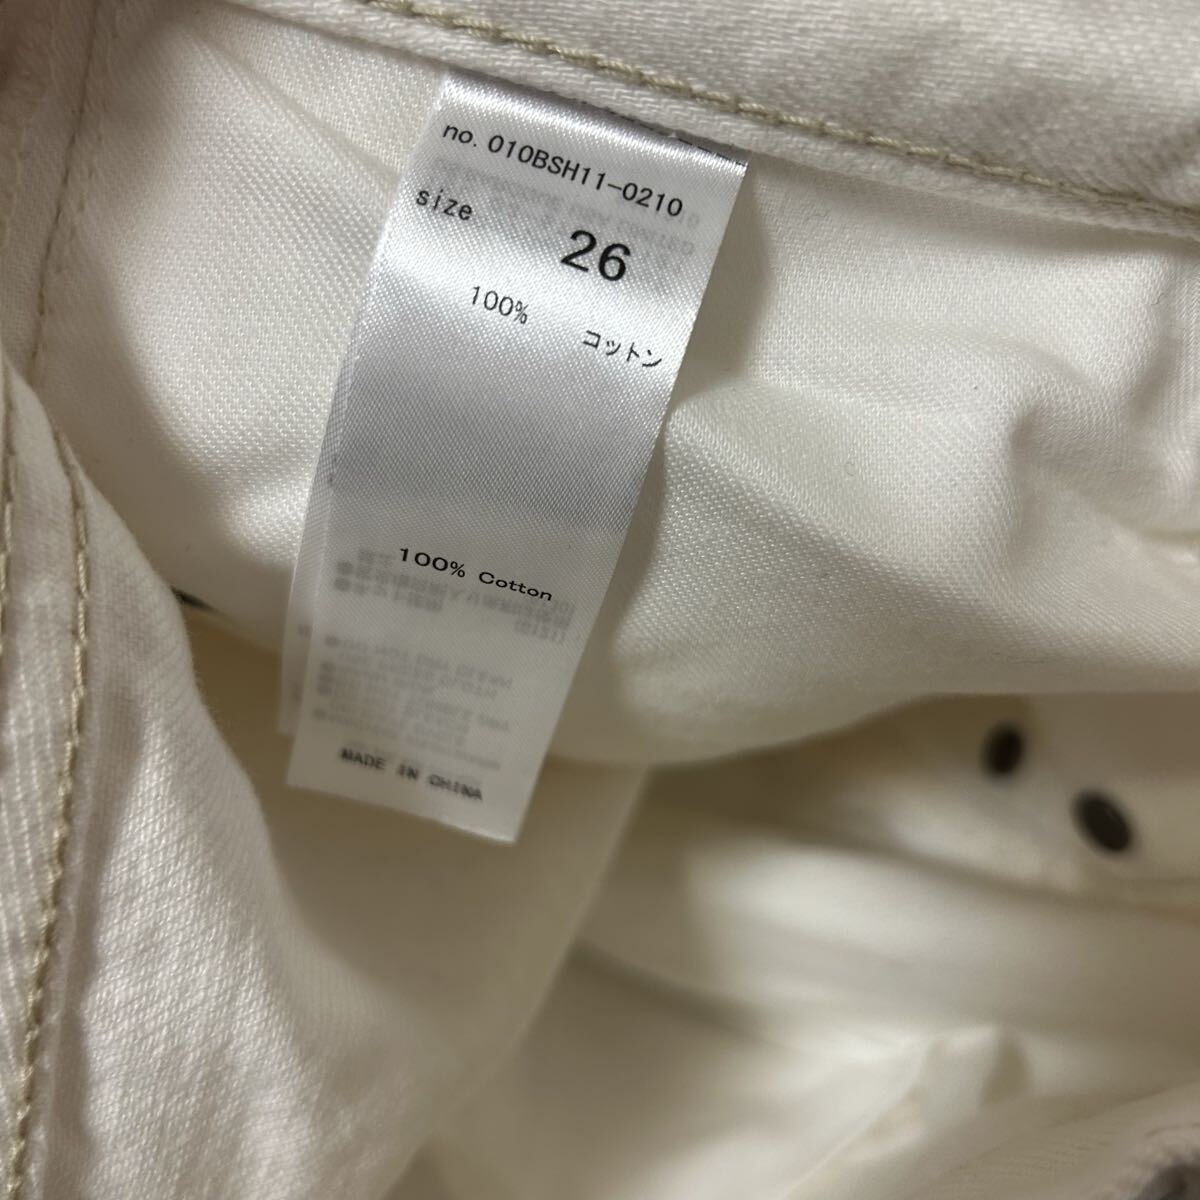 no. 010BSH11-0210
size
26
100% コットン
100% Cotton
MADE IN CHINA